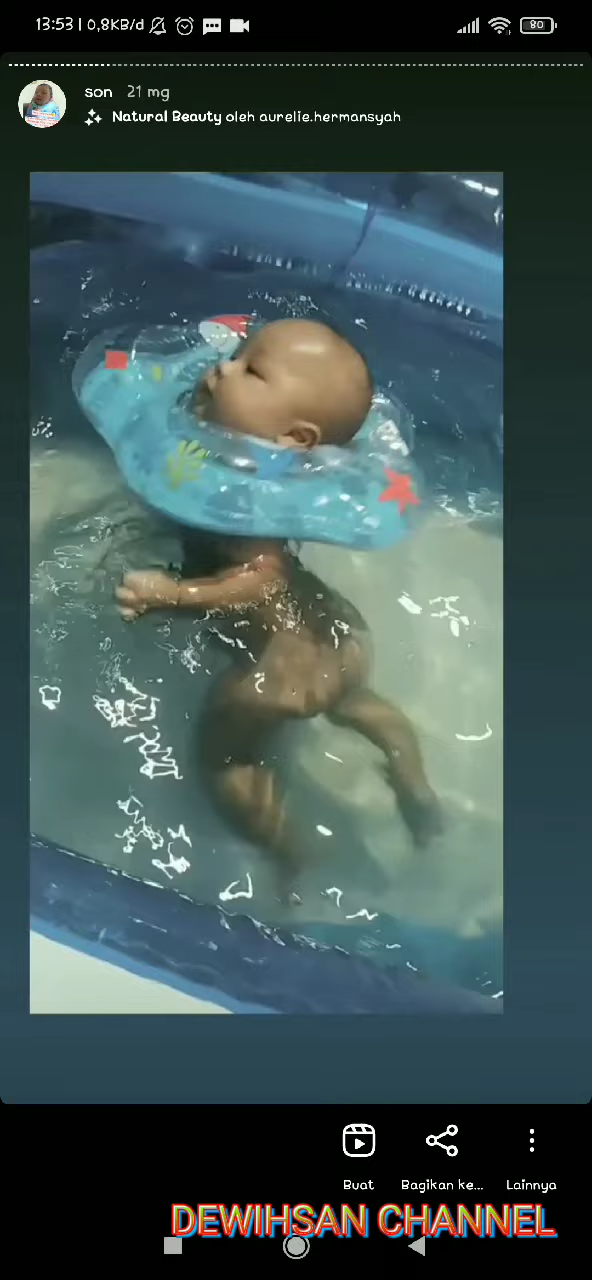 13:53 | 0,8KB/d
80
son 21 mg
Natural Beauty oleh aurelie.hermansyah
Buat
Bagikan ke...
Lainnya
DEWIHSAN CHANNEL